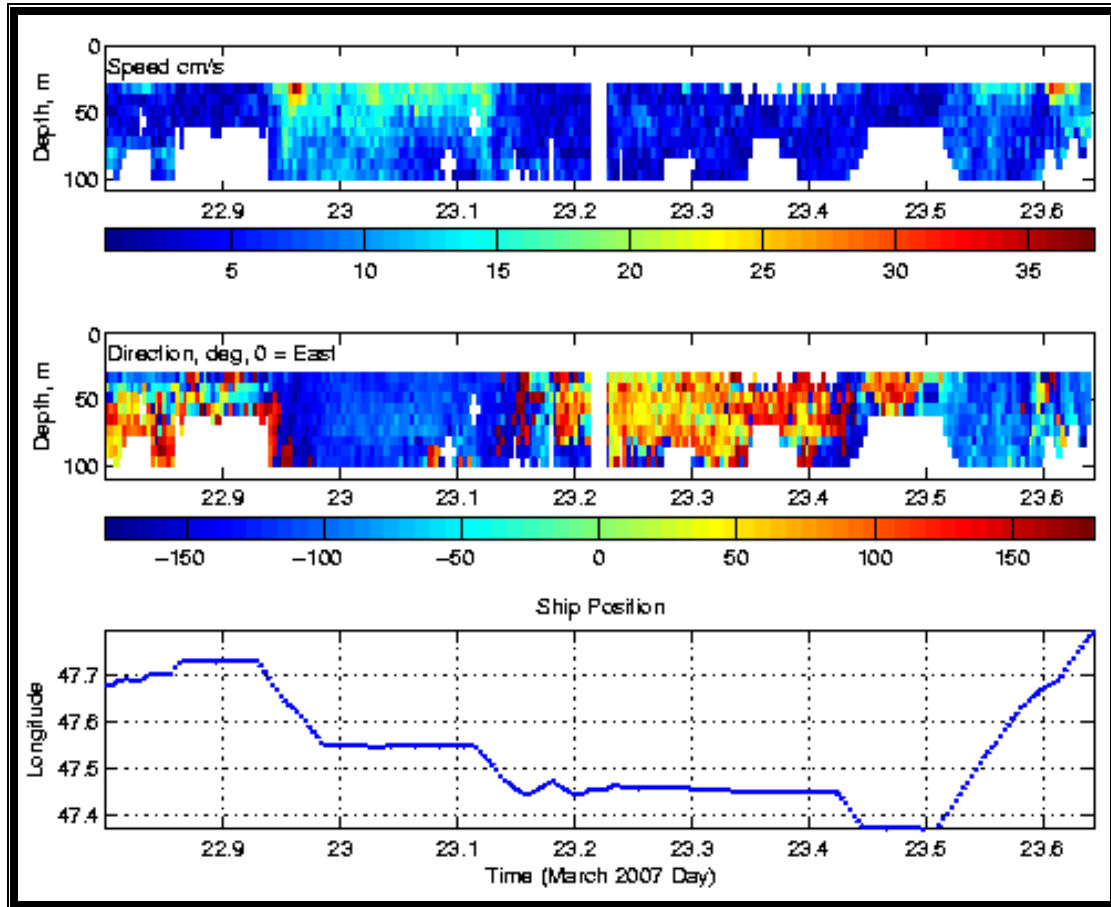 0
Speed cm/s
Depth, m
50
100
22.9 23 23.1 23.2 23.3 23.4 23.5 23.6
5 10 15 20 25 30 35
0
Direction, deg, 0 = East
Depth, m
50
100
22.9 23 23.1 23.2 23.3 23.4 23.5 23.6
−150 −100 −50 0 50 100 150
Ship Position
Longitude
47.7
47.6
47.5
47.4
22.9 23 23.1 23.2 23.3 23.4 23.5 23.6
Time (March 2007 Day)